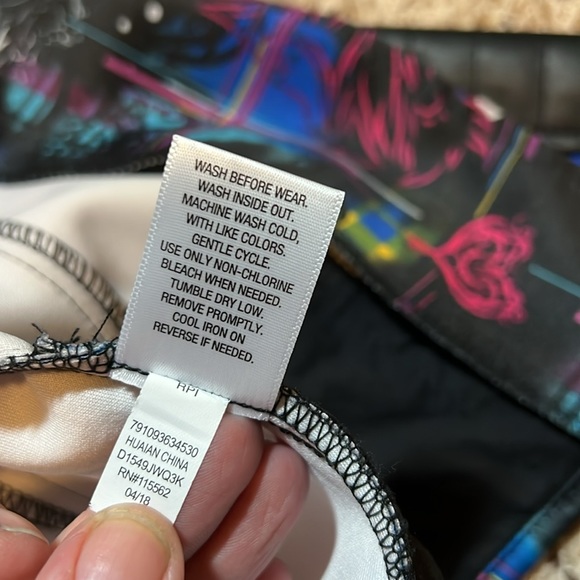 WASH BEFORE WEAR.
WASH INSIDE OUT.
MACHINE WASH COLD,
WITH LIKE COLORS.
GENTLE CYCLE.
USE ONLY NON-CHLORINE
BLEACH WHEN NEEDED.
TUMBLE DRY LOW.
REMOVE PROMPTLY.
COOL IRON ON
REVERSE IF NEEDED.
RPI
791093634530
HUAIAN CHINA
D1549JWQ3K
RN#115562
04/18